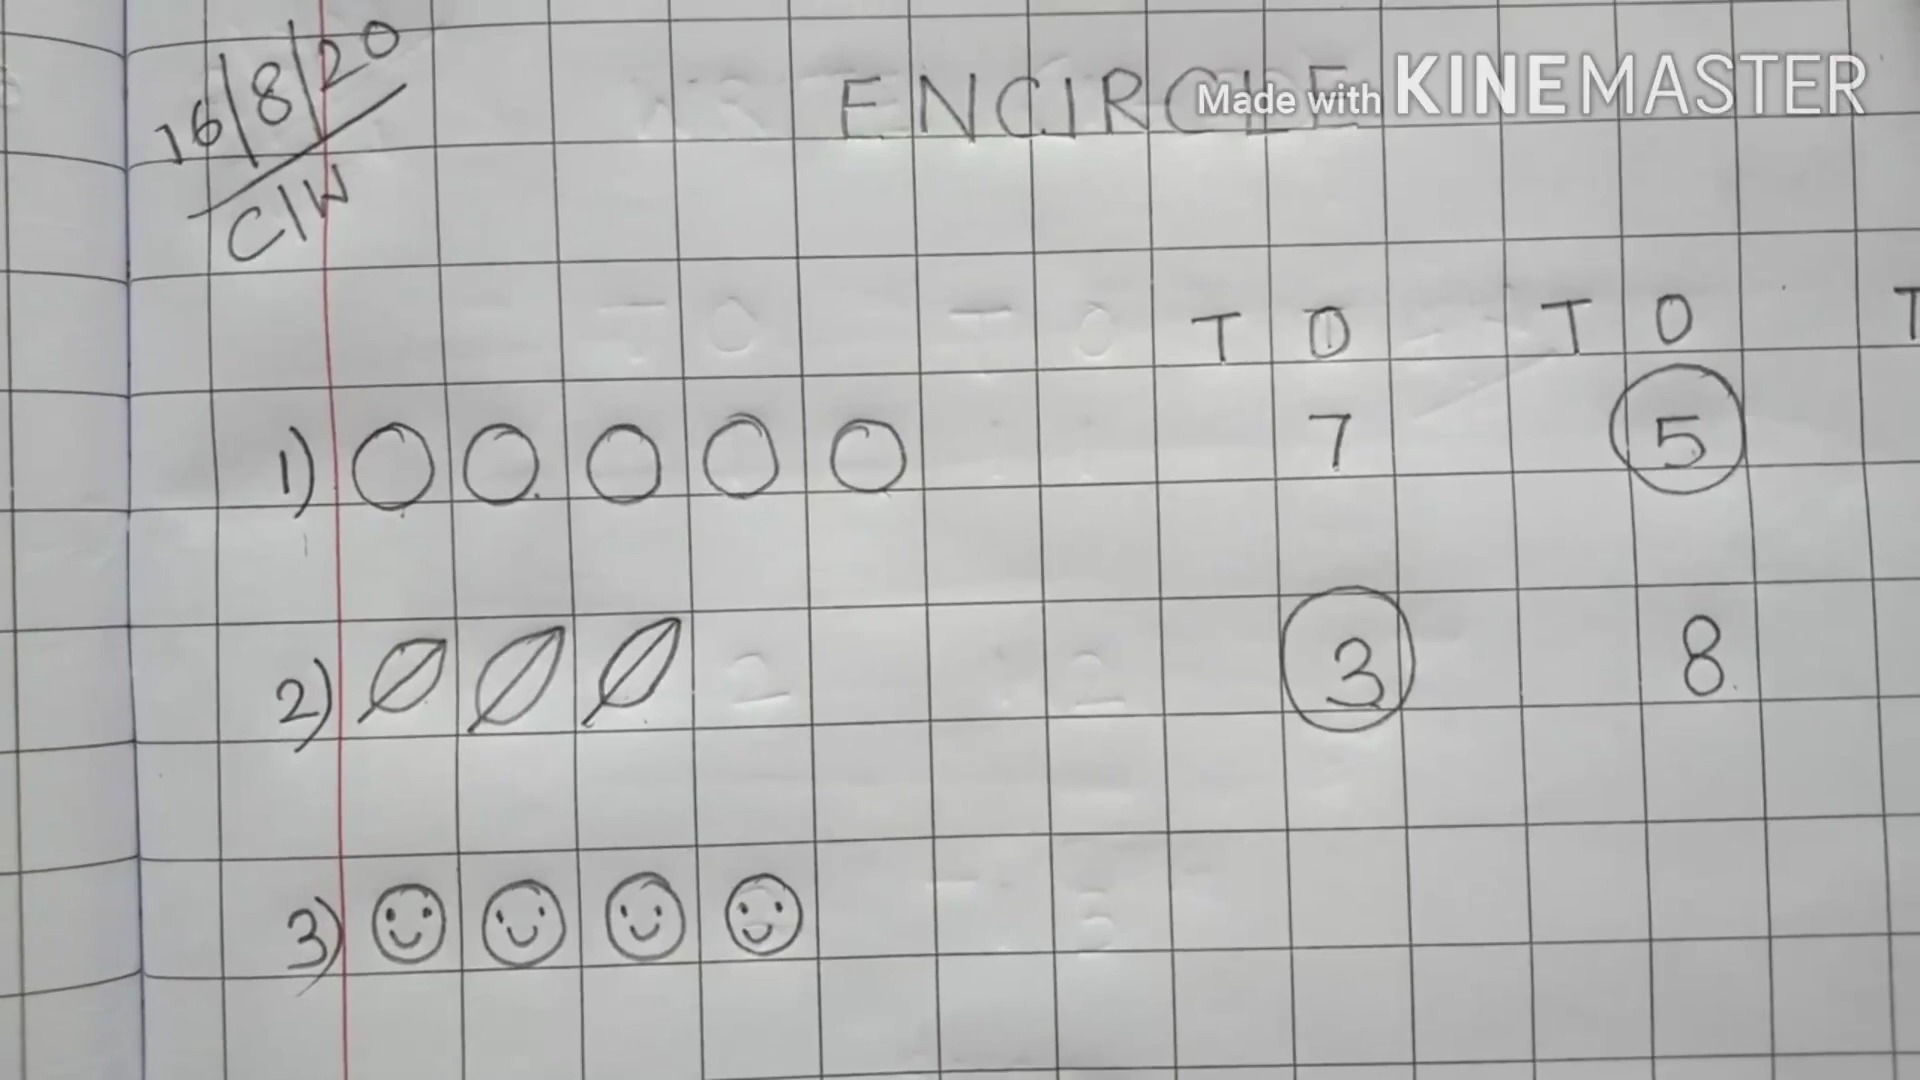 16/8/20
C/W
ENCIRCLE
Made with KINEMASTER
T O T O T
1) 7 5
2) 3 8
3)